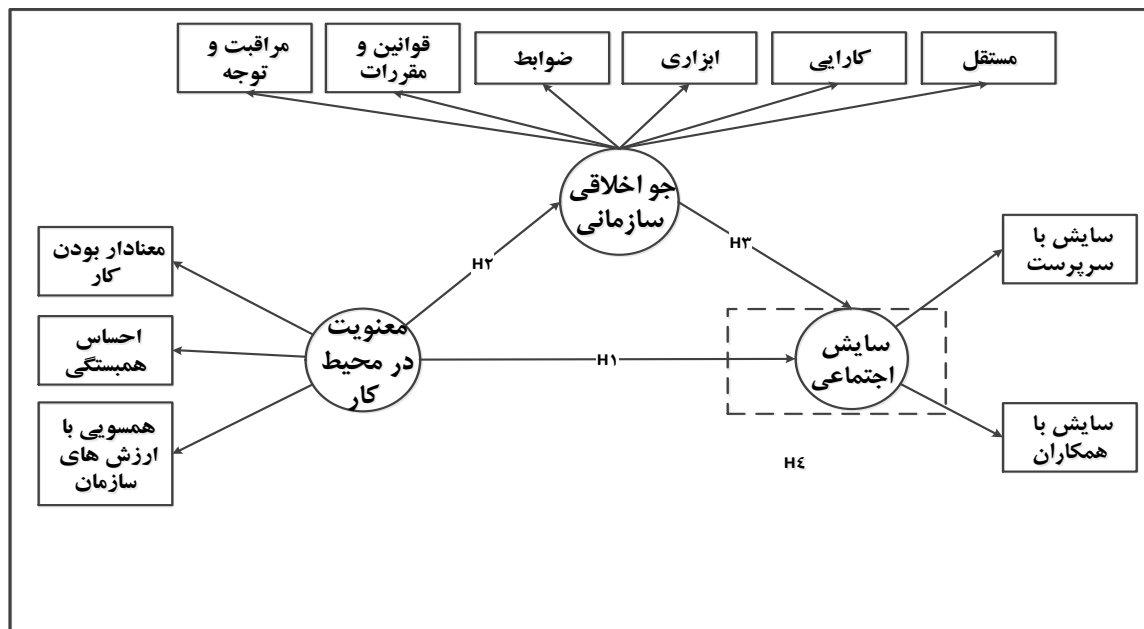 مراقبت و
توجه
قوانین و
مقررات
ضوابط
ابزاری
کارایی
مستقل
جو اخلاقی
سازمانی
معنادار بودن
کار
احساس
همبستگی
همسویی با
ارزش های
سازمان
معنویت
در محیط
کار
H۲
H۳
H۱
H٤
سایش
اجتماعی
سایش با
سرپرست
سایش با
همکاران